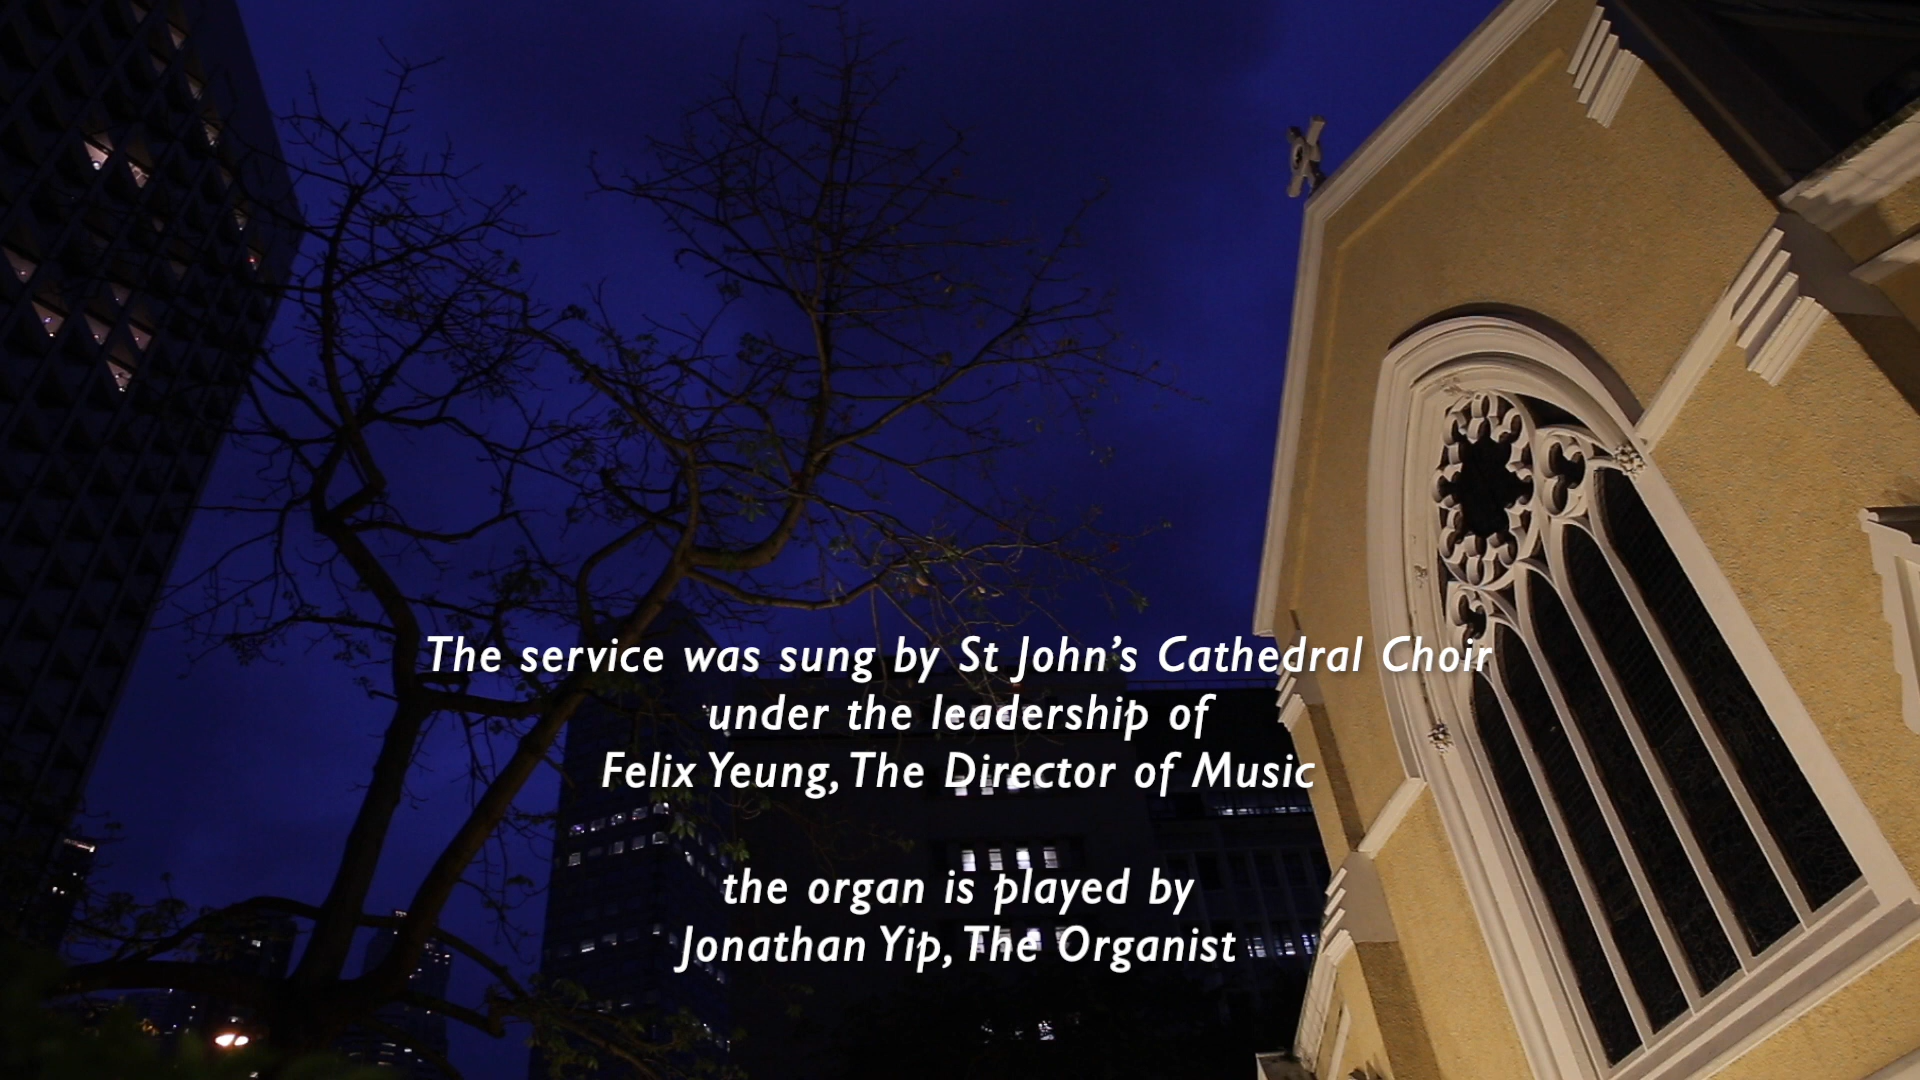 The service was sung by St John’s Cathedral Choir
under the leadership of
Felix Yeung, The Director of Music
the organ is played by
Jonathan Yip, The Organist